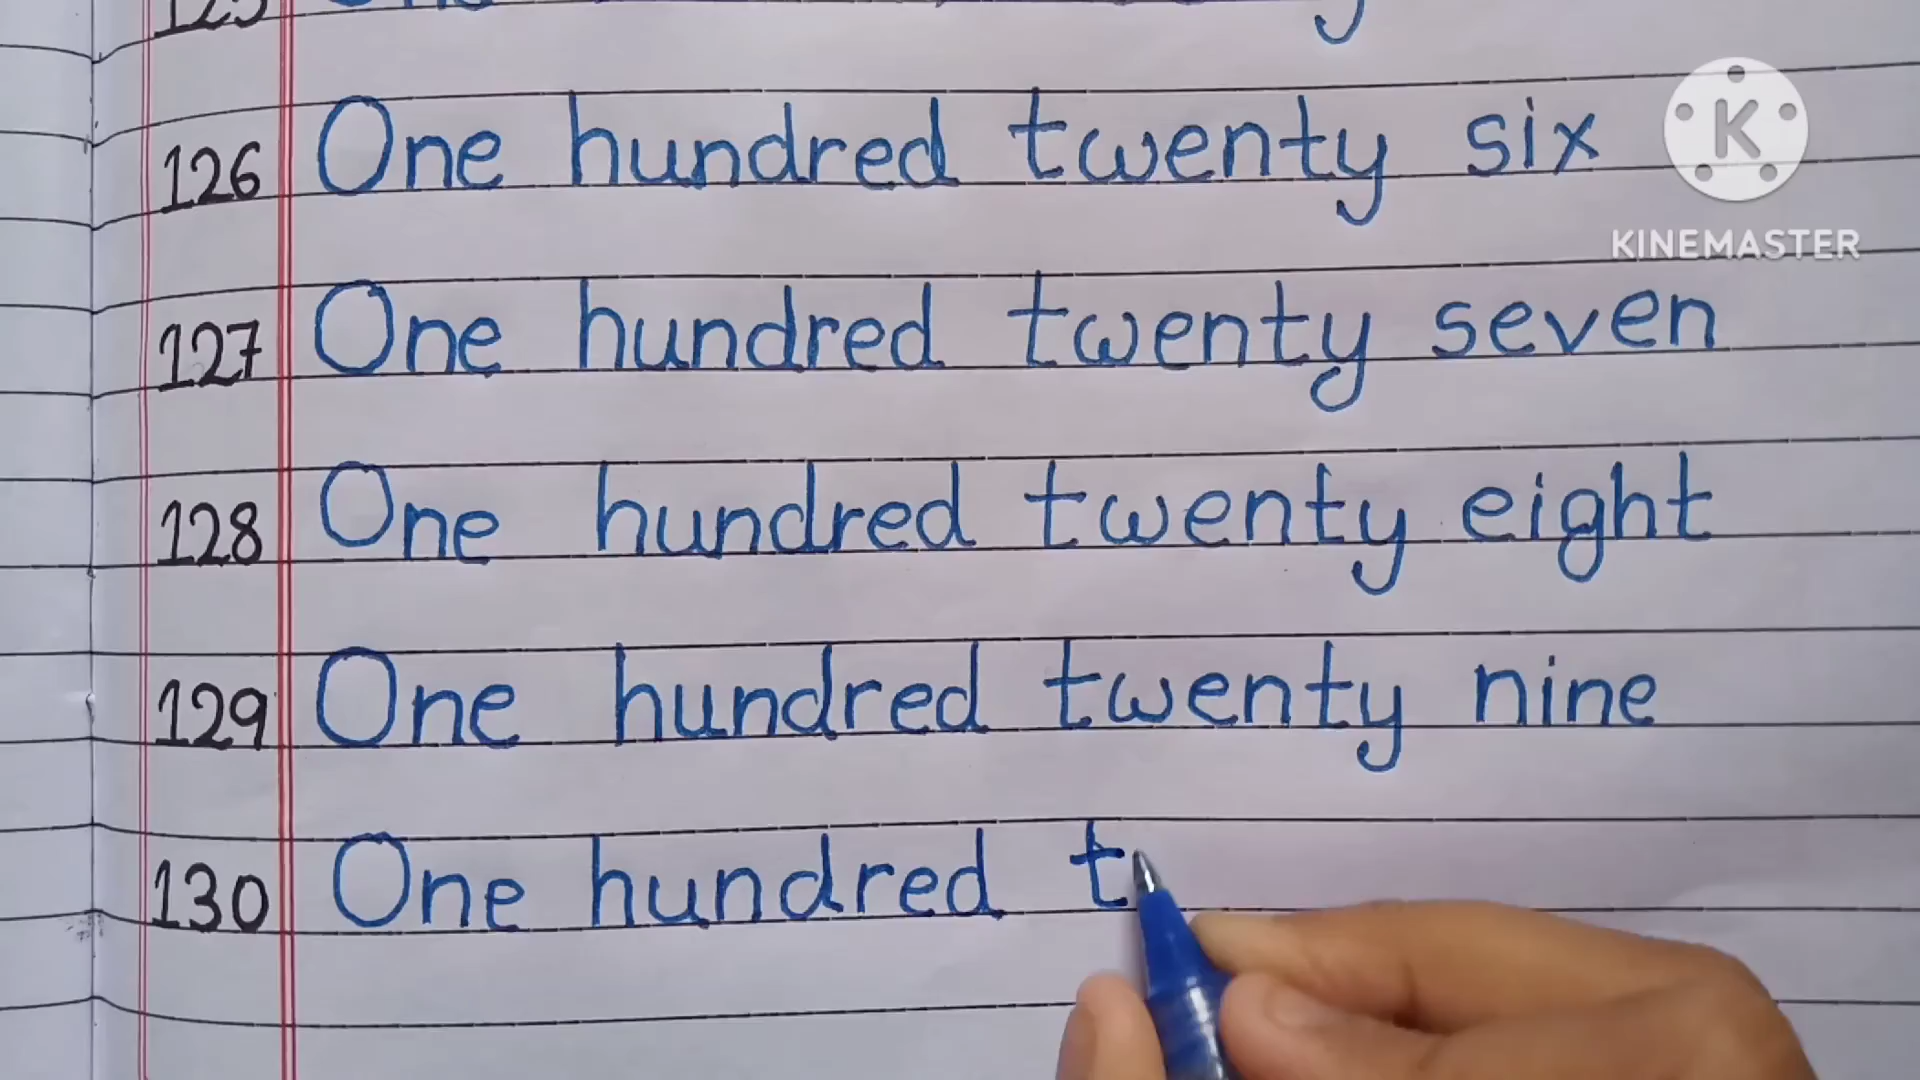 126 One hundred twenty six
KINEMASTER
127 One hundred twenty seven
128 One hundred twenty eight
129 One hundred twenty nine
130 One hundred t